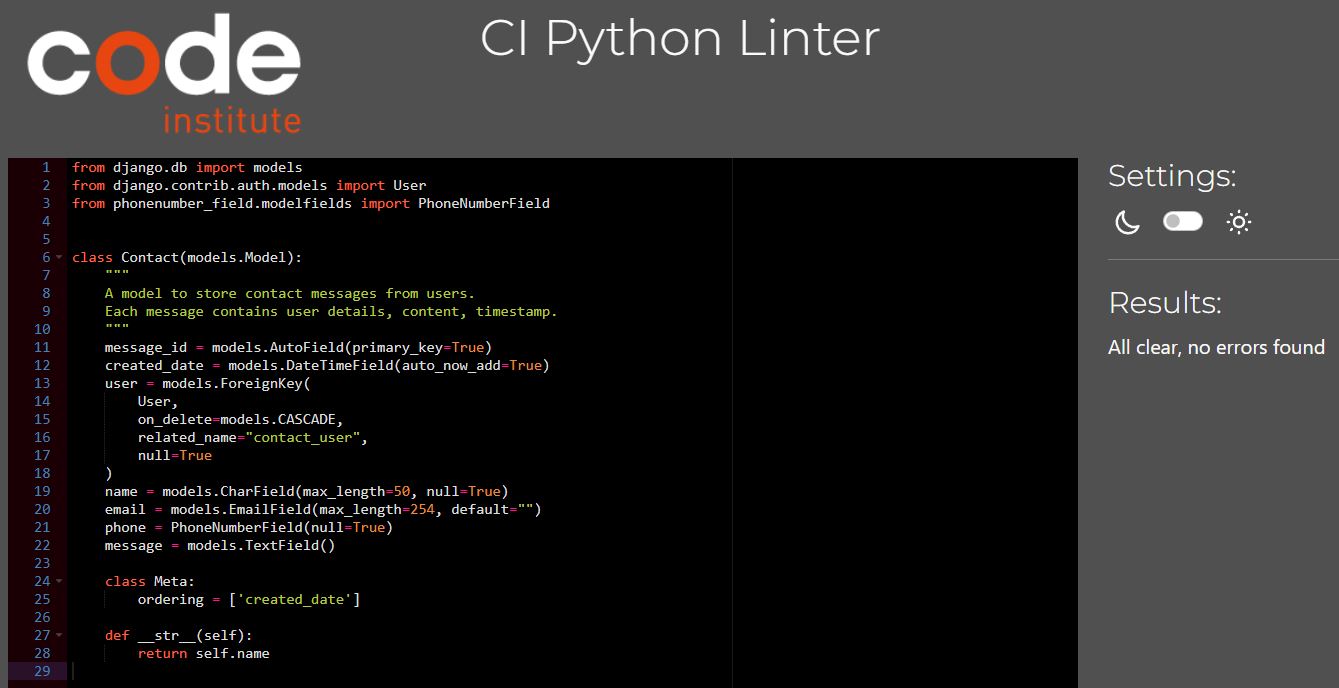 code
institute
CI Python Linter
1 from django.db import models
2 from django.contrib.auth.models import User
3 from phonenumber_field.modelfields import PhoneNumberField
4
5
6 class Contact(models.Model):
7     """
8     A model to store contact messages from users.
9     Each message contains user details, content, timestamp.
10     """
11     message_id = models.AutoField(primary_key=True)
12     created_date = models.DateTimeField(auto_now_add=True)
13     user = models.ForeignKey(
14         User,
15         on_delete=models.CASCADE,
16         related_name="contact_user",
17         null=True
18     )
19     name = models.CharField(max_length=50, null=True)
20     email = models.EmailField(max_length=254, default="")
21     phone = PhoneNumberField(null=True)
22     message = models.TextField()
23
24     class Meta:
25         ordering = ['created_date']
26
27     def __str__(self):
28         return self.name
29
Settings:
Results:
All clear, no errors found